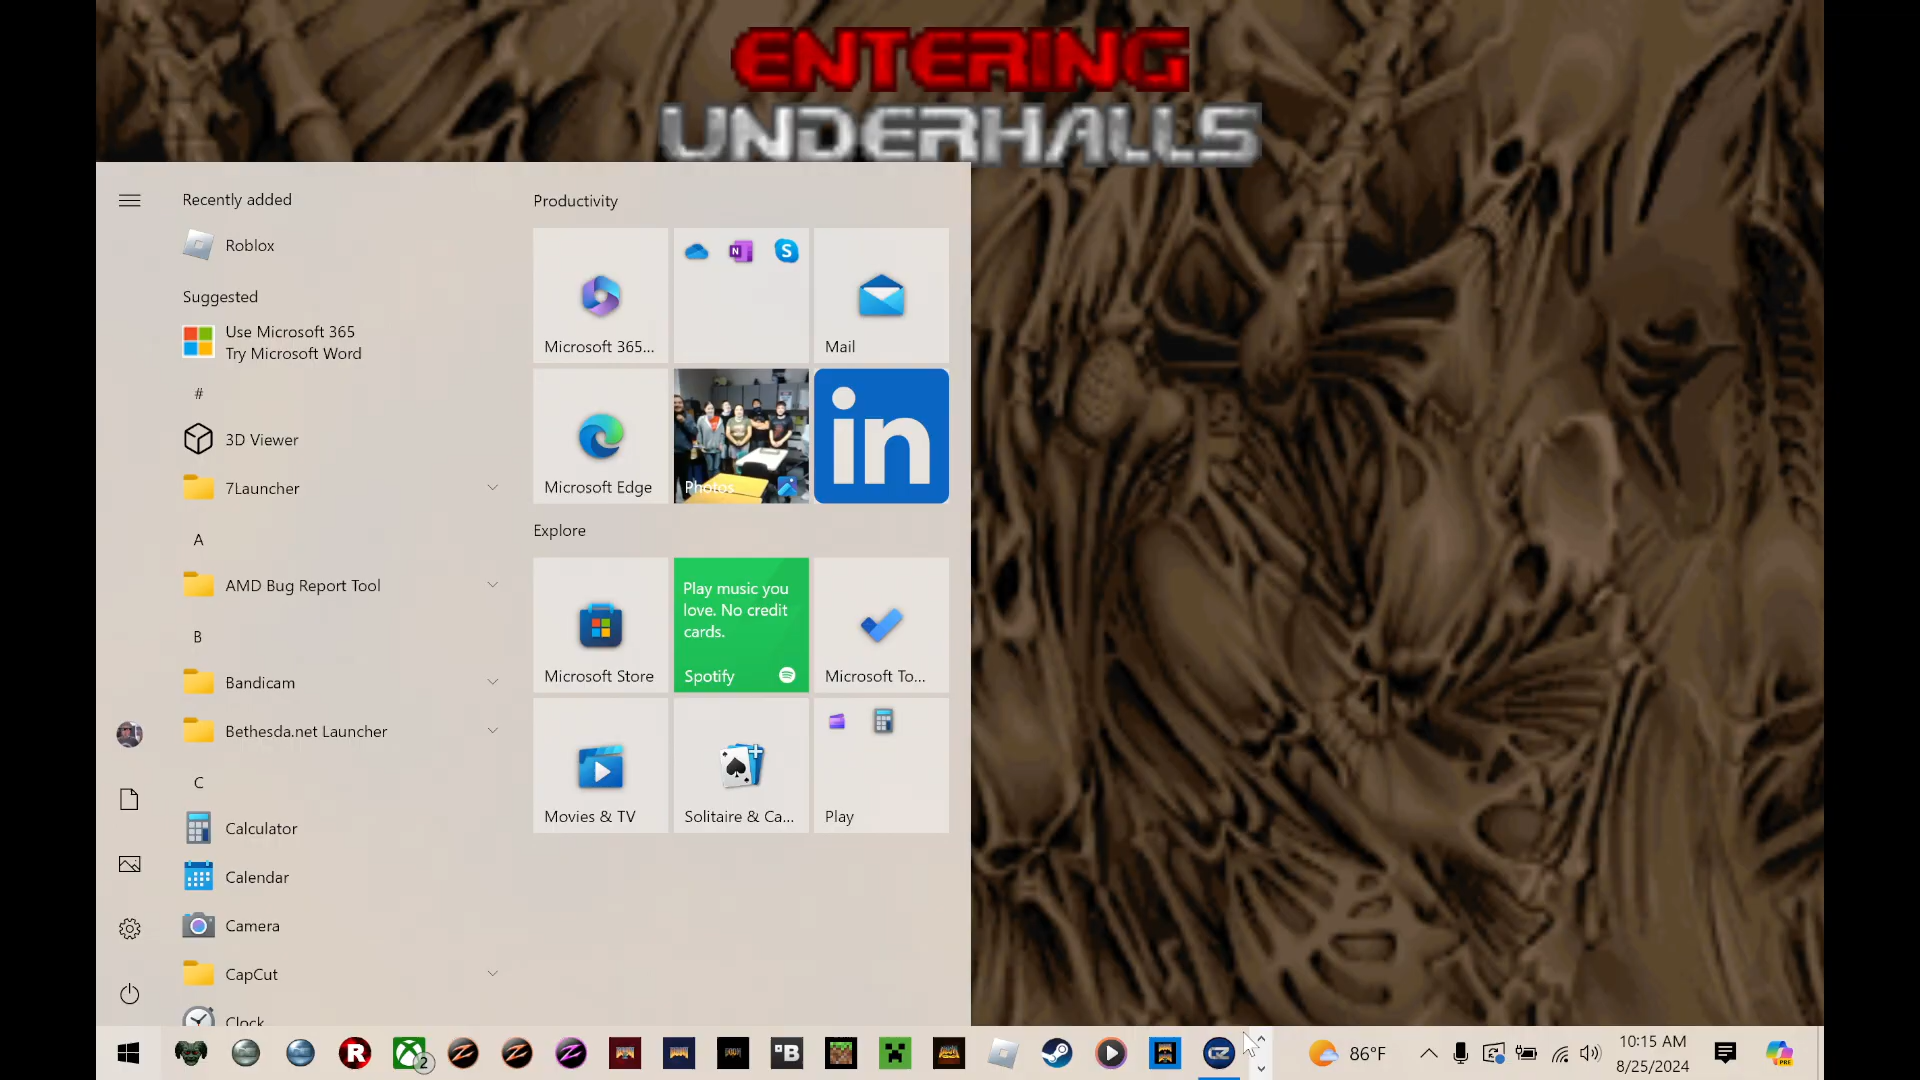 ENTERING
UNDERHALLS
Recently added
Roblox
Suggested
Use Microsoft 365
Try Microsoft Word
#
3D Viewer
7Launcher
A
AMD Bug Report Tool
B
Bandicam
Bethesda.net Launcher
C
Calculator
Calendar
Camera
CapCut
Clock
Productivity
Microsoft 365...
N
S
Mail
Microsoft Edge
Photos
in
Explore
Microsoft Store
Play music you
love. No credit
cards.
Spotify
Microsoft To...
Movies & TV
Solitaire & Ca...
Play
R
2
B
86°F
10:15 AM
8/25/2024
PRE